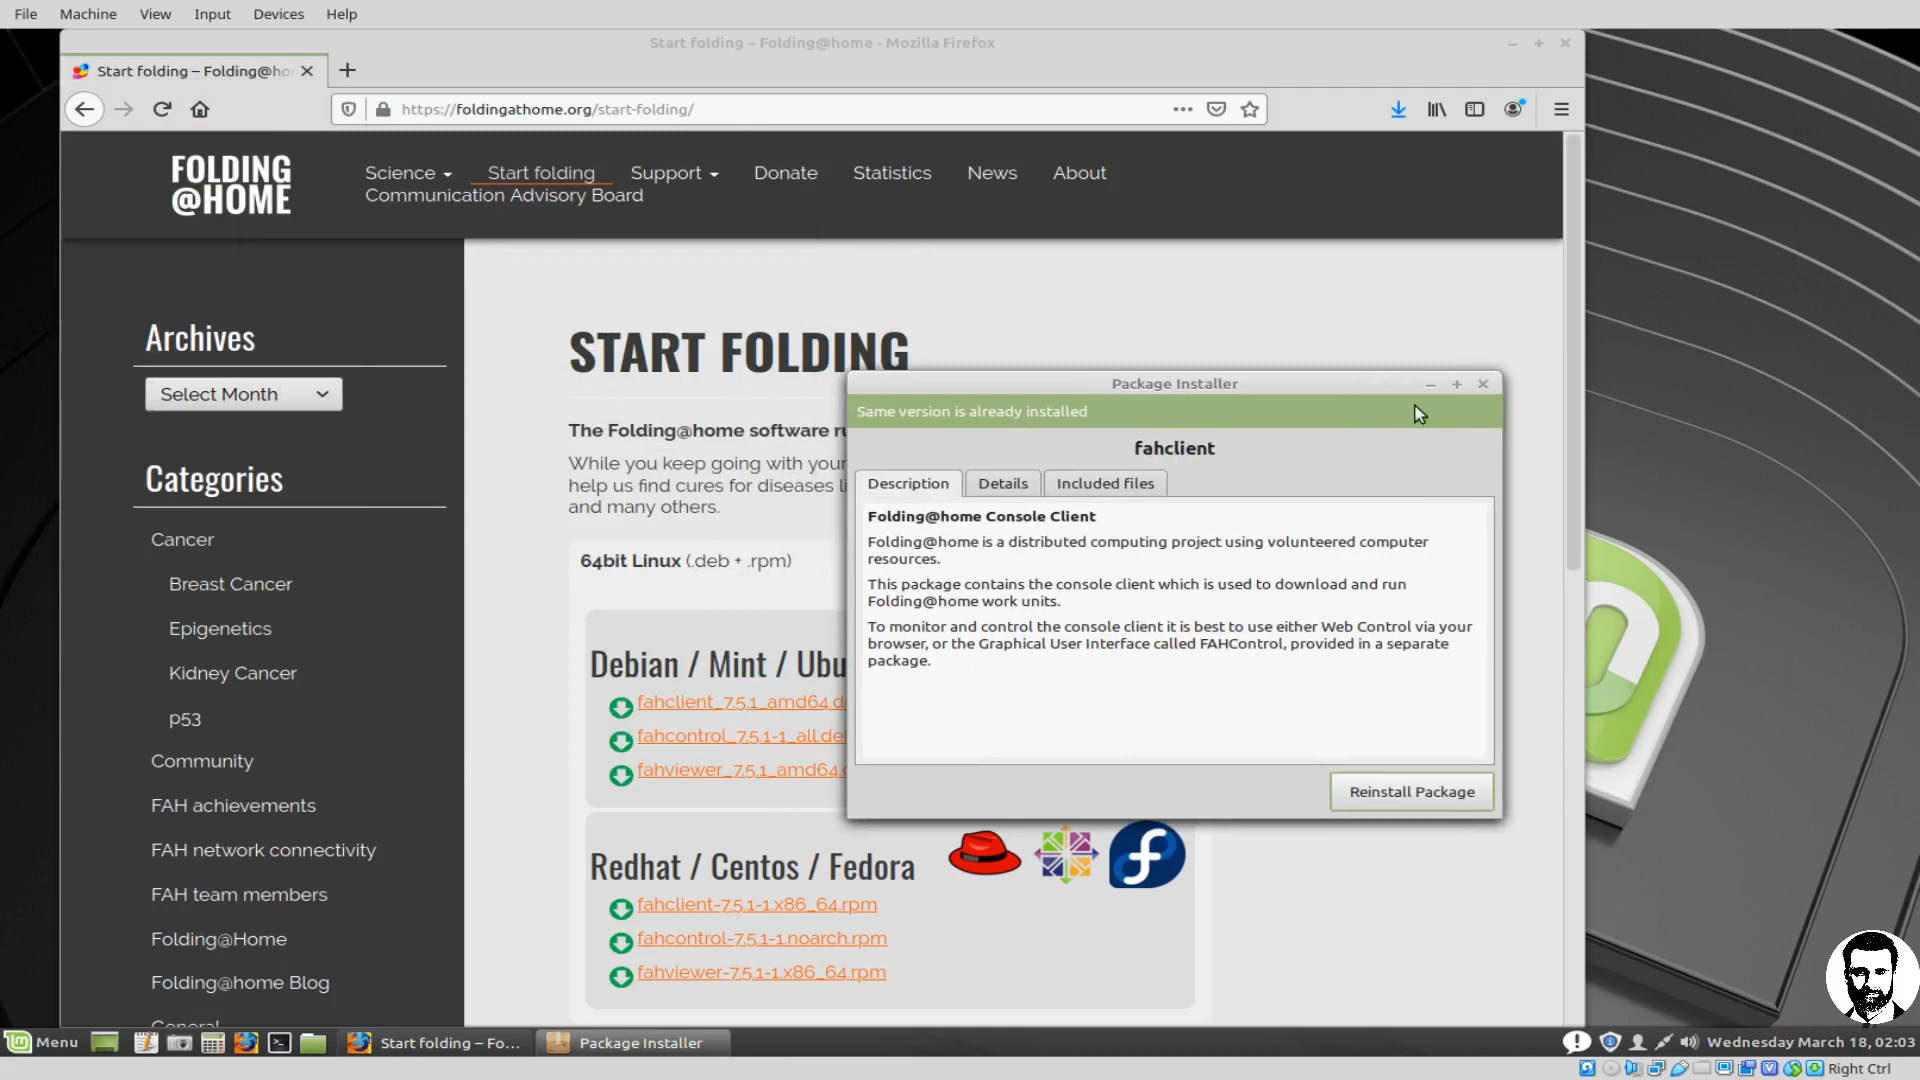 File Machine View Input Devices Help
Start folding – Folding@home - Mozilla Firefox
Start folding – Folding@ho
https://foldingathome.org/start-folding/
FOLDING
@HOME
Science Start folding Support Donate Statistics News About
Communication Advisory Board
Archives
Select Month
Categories
Cancer
Breast Cancer
Epigenetics
Kidney Cancer
p53
Community
FAH achievements
FAH network connectivity
FAH team members
Folding@Home
Folding@home Blog
General
START FOLDING
The Folding@home software
While you keep going with your
help us find cures for diseases
and many others.
64bit Linux (.deb + .rpm)
Debian / Mint / Ubu
fahclient_7.5.1_amd64.d
fahcontrol_7.5.1-1_all.de
fahviewer_7.5.1_amd64.
Redhat / Centos / Fedora
fahclient-7.5.1-1.x86_64.rpm
fahcontrol-7.5.1-1.noarch.rpm
fahviewer-7.5.1-1.x86_64.rpm
Package Installer
Same version is already installed
fahclient
Description Details Included files
Folding@home Console Client
Folding@home is a distributed computing project using volunteered computer
resources.
This package contains the console client which is used to download and run
Folding@home work units.
To monitor and control the console client it is best to use either Web Control via your
browser, or the Graphical User Interface called FAHControl, provided in a separate
package.
Reinstall Package
Menu Start folding – Fo... Package Installer Wednesday March 18, 02:03
Right Ctrl